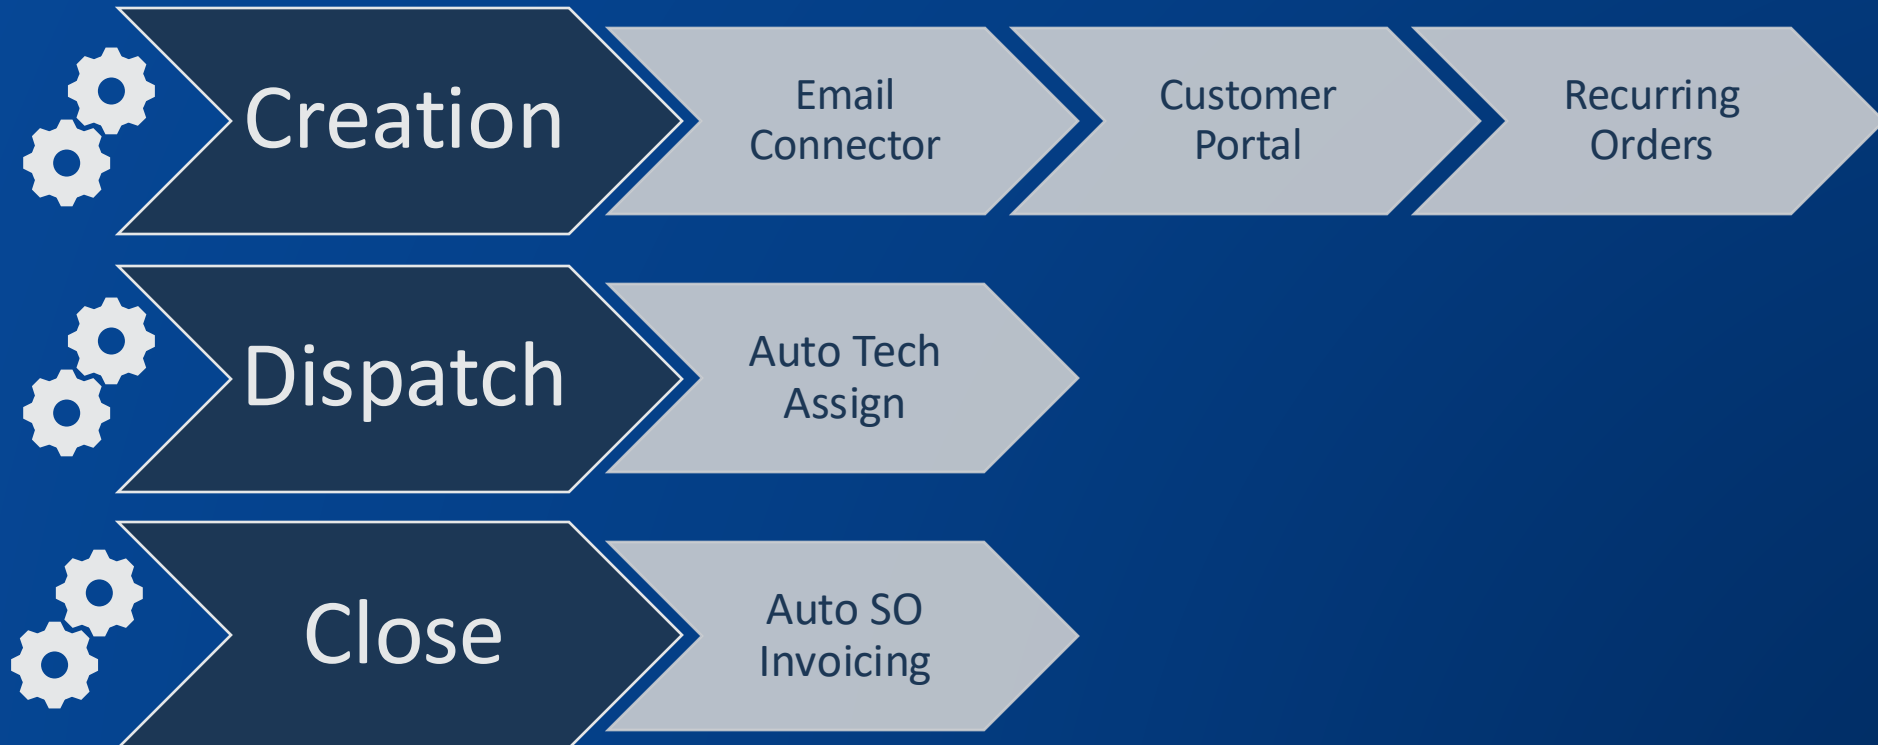 Creation
Email
Connector
Customer
Portal
Recurring
Orders
Dispatch
Auto Tech
Assign
Close
Auto SO
Invoicing